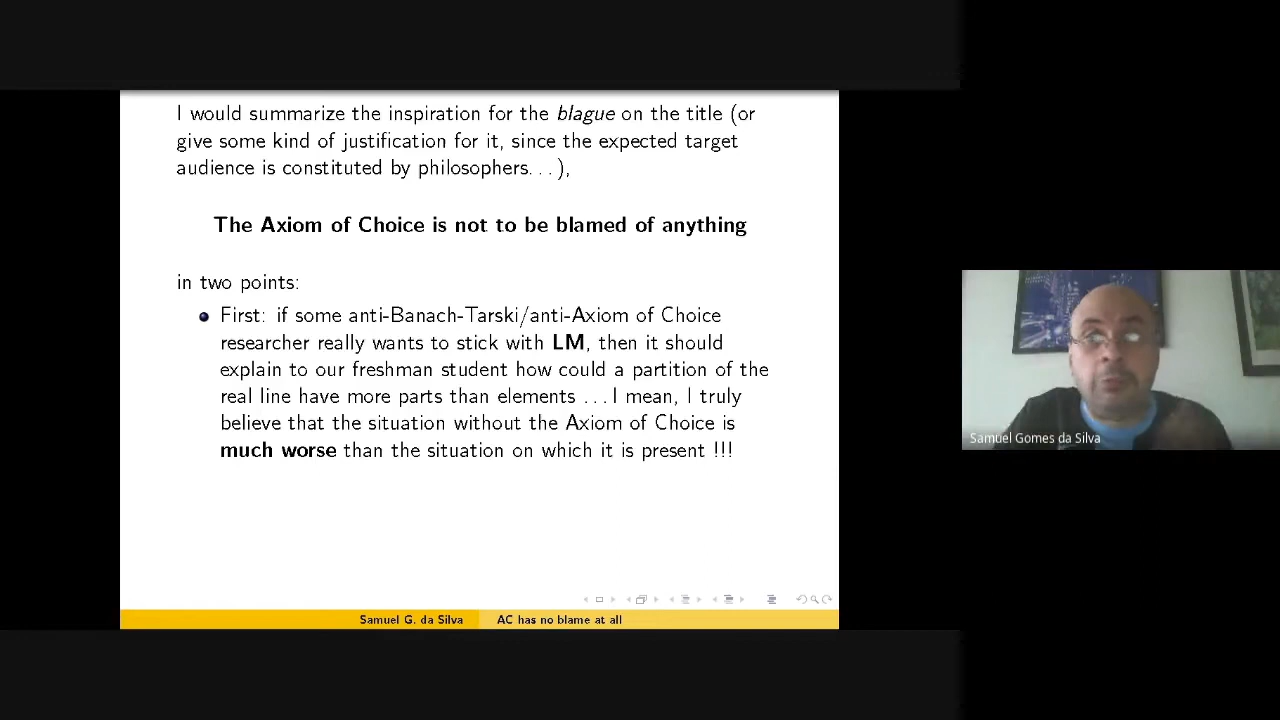 I would summarize the inspiration for the blague on the title (or
give some kind of justification for it, since the expected target
audience is constituted by philosophers...),
The Axiom of Choice is not to be blamed of anything
in two points:
First: if some anti-Banach-Tarski/anti-Axiom of Choice
researcher really wants to stick with LM, then it should
explain to our freshman student how could a partition of the
real line have more parts than elements ...I mean, I truly
believe that the situation without the Axiom of Choice is
much worse than the situation on which it is present !!!
Samuel Gomes da Silva
Samuel G. da Silva
AC has no blame at all